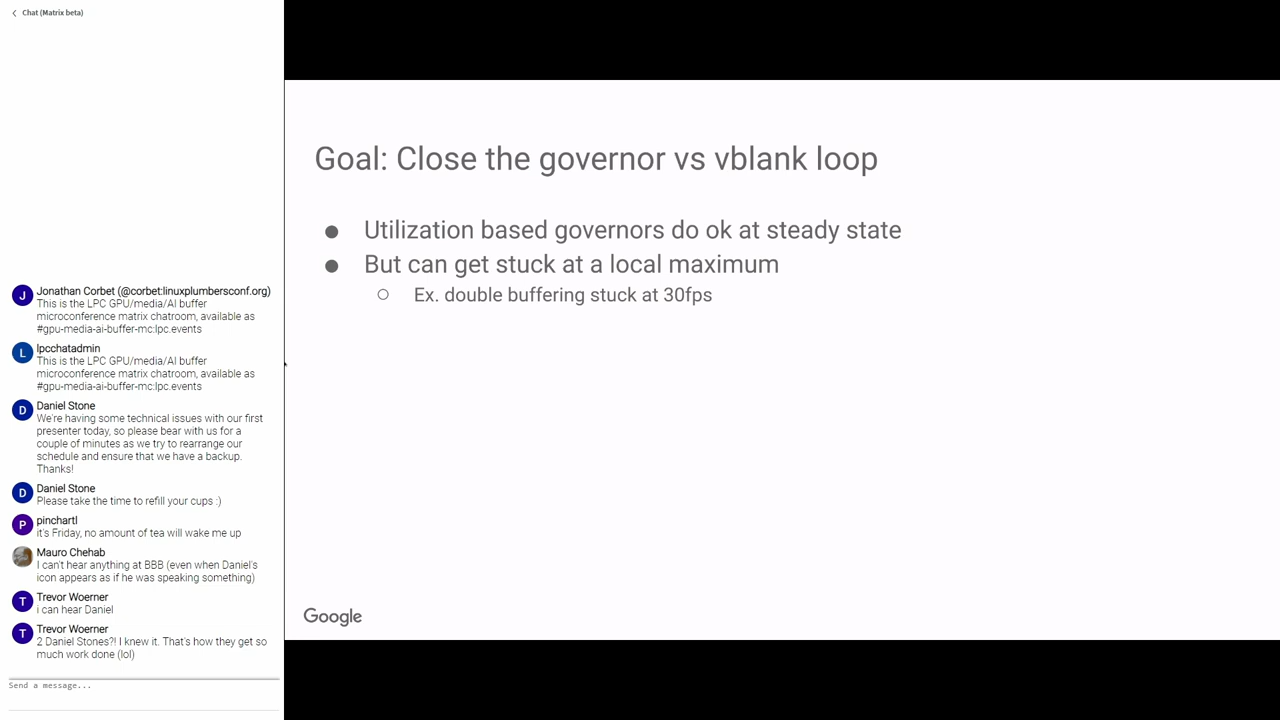 Chat (Matrix beta)
Jonathan Corbet (@corbet:linuxplumbersconf.org)
This is the LPC GPU/media/AI buffer
microconference matrix chatroom, available as
#gpu-media-ai-buffer-mc:lpc.events
lpcchatadmin
This is the LPC GPU/media/AI buffer
microconference matrix chatroom, available as
#gpu-media-ai-buffer-mc:lpc.events
Daniel Stone
We're having some technical issues with our first
presenter today, so please bear with us for a
couple of minutes as we try to rearrange our
schedule and ensure that we have a backup.
Thanks!
Daniel Stone
Please take the time to refill your cups :)
pinchartl
it's Friday, no amount of tea will wake me up
Mauro Chehab
I can't hear anything at BBB (even when Daniel's
icon appears as if he was speaking something)
Trevor Woerner
i can hear Daniel
Trevor Woerner
2 Daniel Stones?! I knew it. That's how they get so
much work done (lol)
Send a message...
J
L
D
D
P
T
T
Goal: Close the governor vs vblank loop
● Utilization based governors do ok at steady state
● But can get stuck at a local maximum
○ Ex. double buffering stuck at 30fps
Google